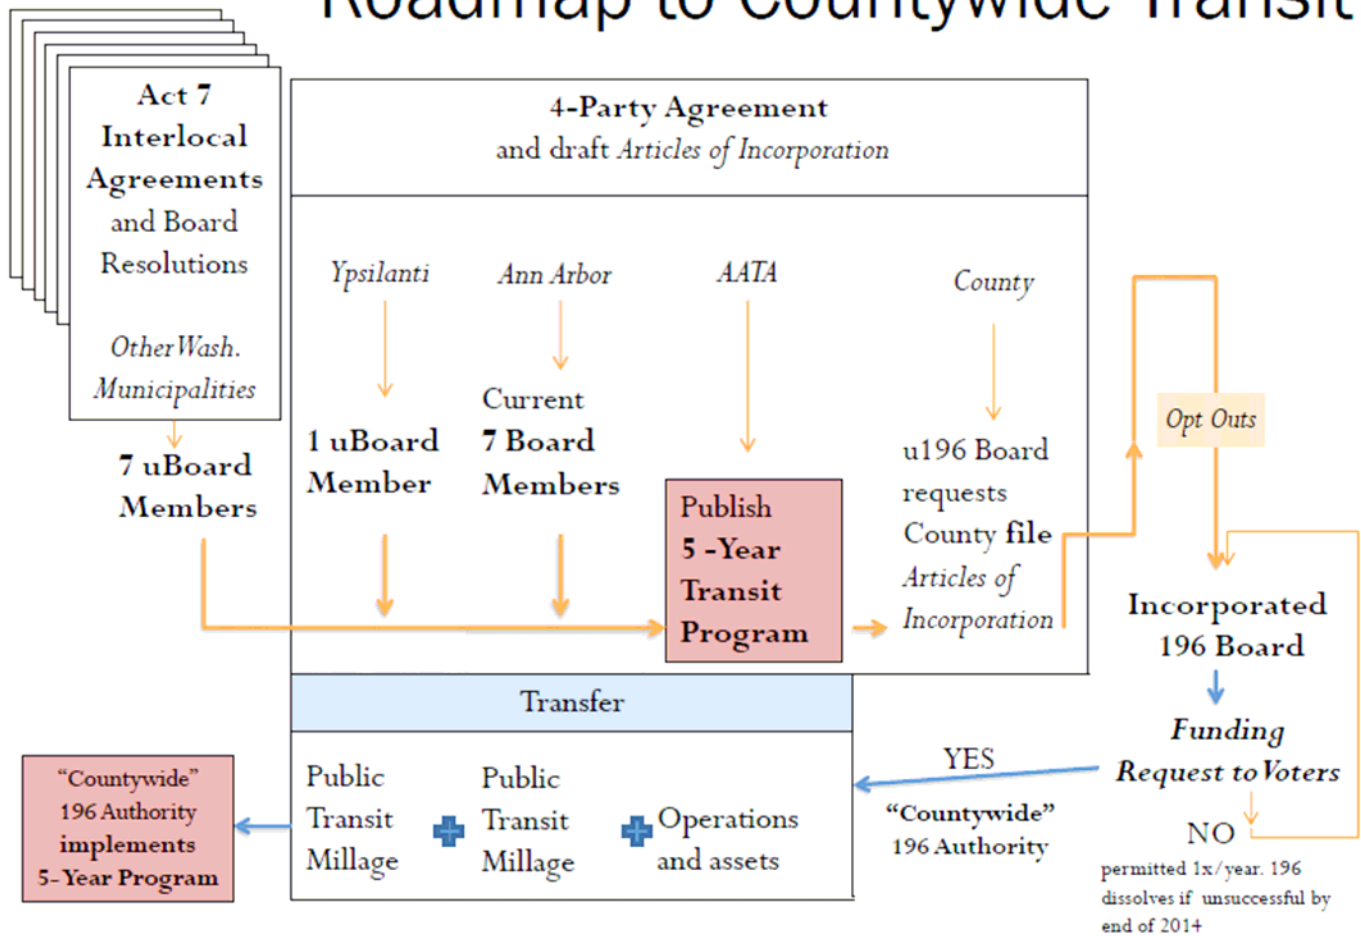 Roadmap to Countywide Transit
Act 7
Interlocal
Agreements
and Board
Resolutions
Other Wash.
Municipalities
7 uBoard
Members
4-Party Agreement
and draft Articles of Incorporation
Ypsilanti
1 uBoard
Member
Ann Arbor
Current
7 Board
Members
AATA
Publish
5 -Year
Transit
Program
County
u196 Board
requests
County file
Articles of
Incorporation
Opt Outs
Incorporated
196 Board
Funding
Request to Voters
NO
permitted 1x/year. 196
dissolves if unsuccessful by
end of 2014
YES
“Countywide”
196 Authority
Transfer
Public
Transit
Millage
Public
Transit
Millage
Operations
and assets
“Countywide”
196 Authority
implements
5-Year Program